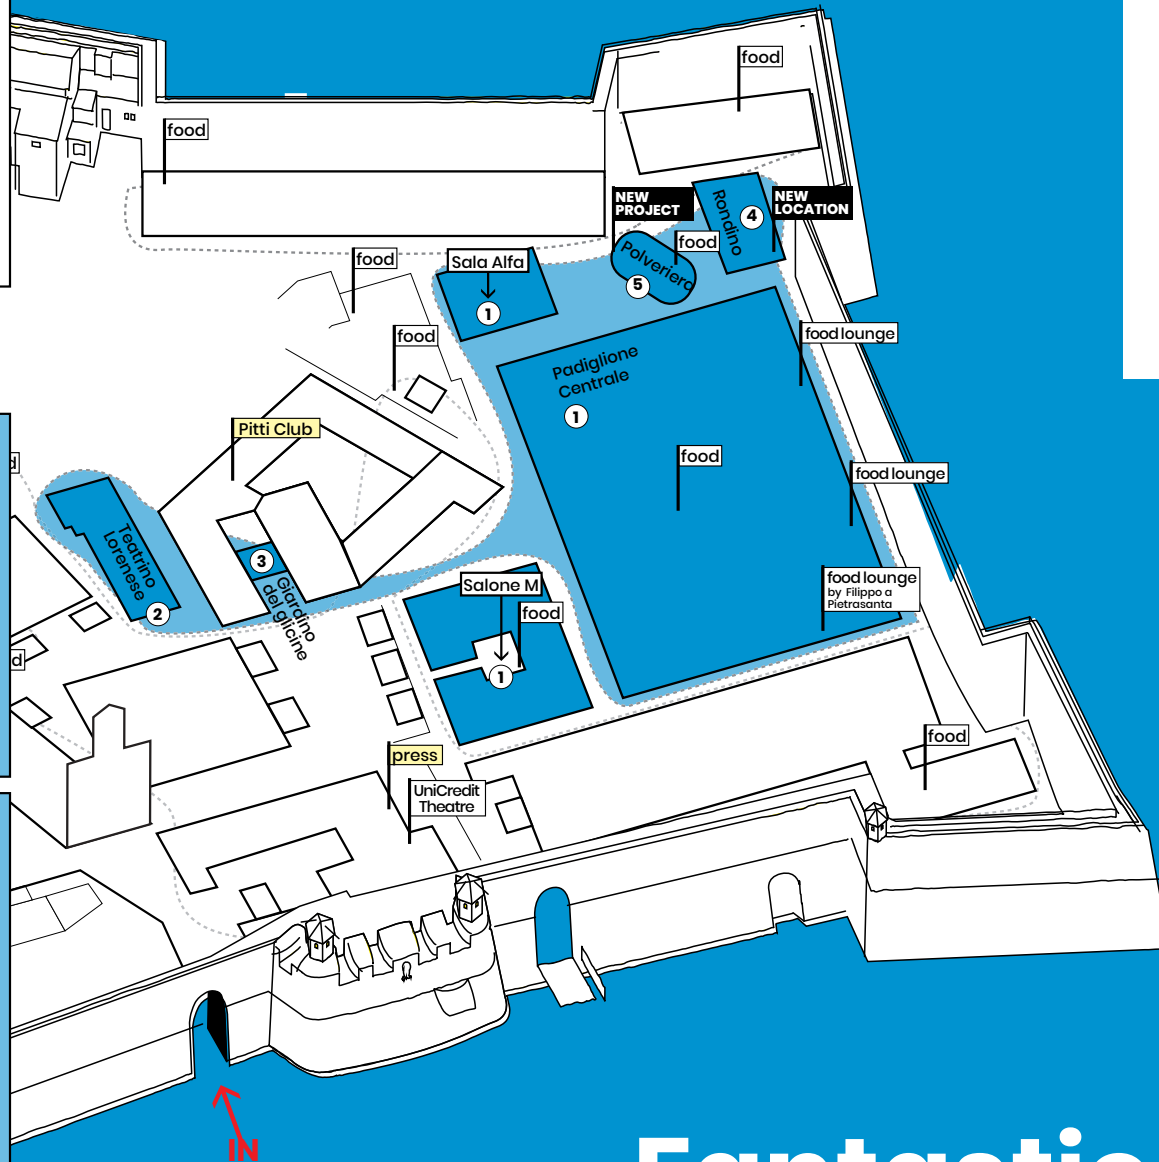 food
food
NEW
PROJECT
NEW
LOCATION
Rondino
4
food
Polveriera
5
food
Sala Alfa
1
food
food lounge
Padiglione
Centrale
1
Pitti Club
food
food lounge
Teatrino
Lorenese
2
3
Giardino
del glicine
Salone M
food
1
food lounge
by Filippo a
Pietrasanta
press
UniCredit
Theatre
food
IN